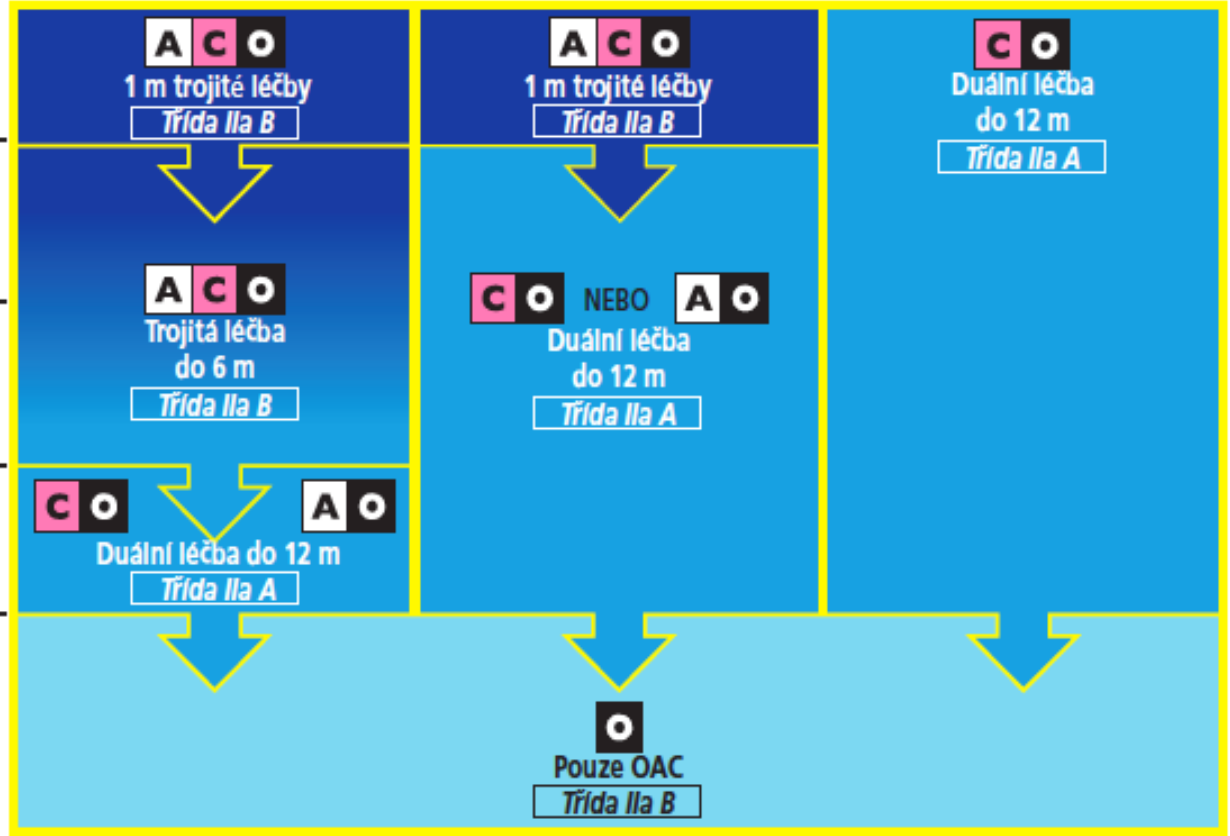 A C O
1 m trojité léčby
Třída IIa B
A C O
Trojitá léčba
do 6 m
Třída IIa B
C O
A O
Duální léčba do 12 m
Třída IIa A
A C O
1 m trojité léčby
Třída IIa B
C O NEBO A O
Duální léčba
do 12 m
Třída IIa A
C O
Duální léčba
do 12 m
Třída IIa A
O
Pouze OAC
Třída IIa B